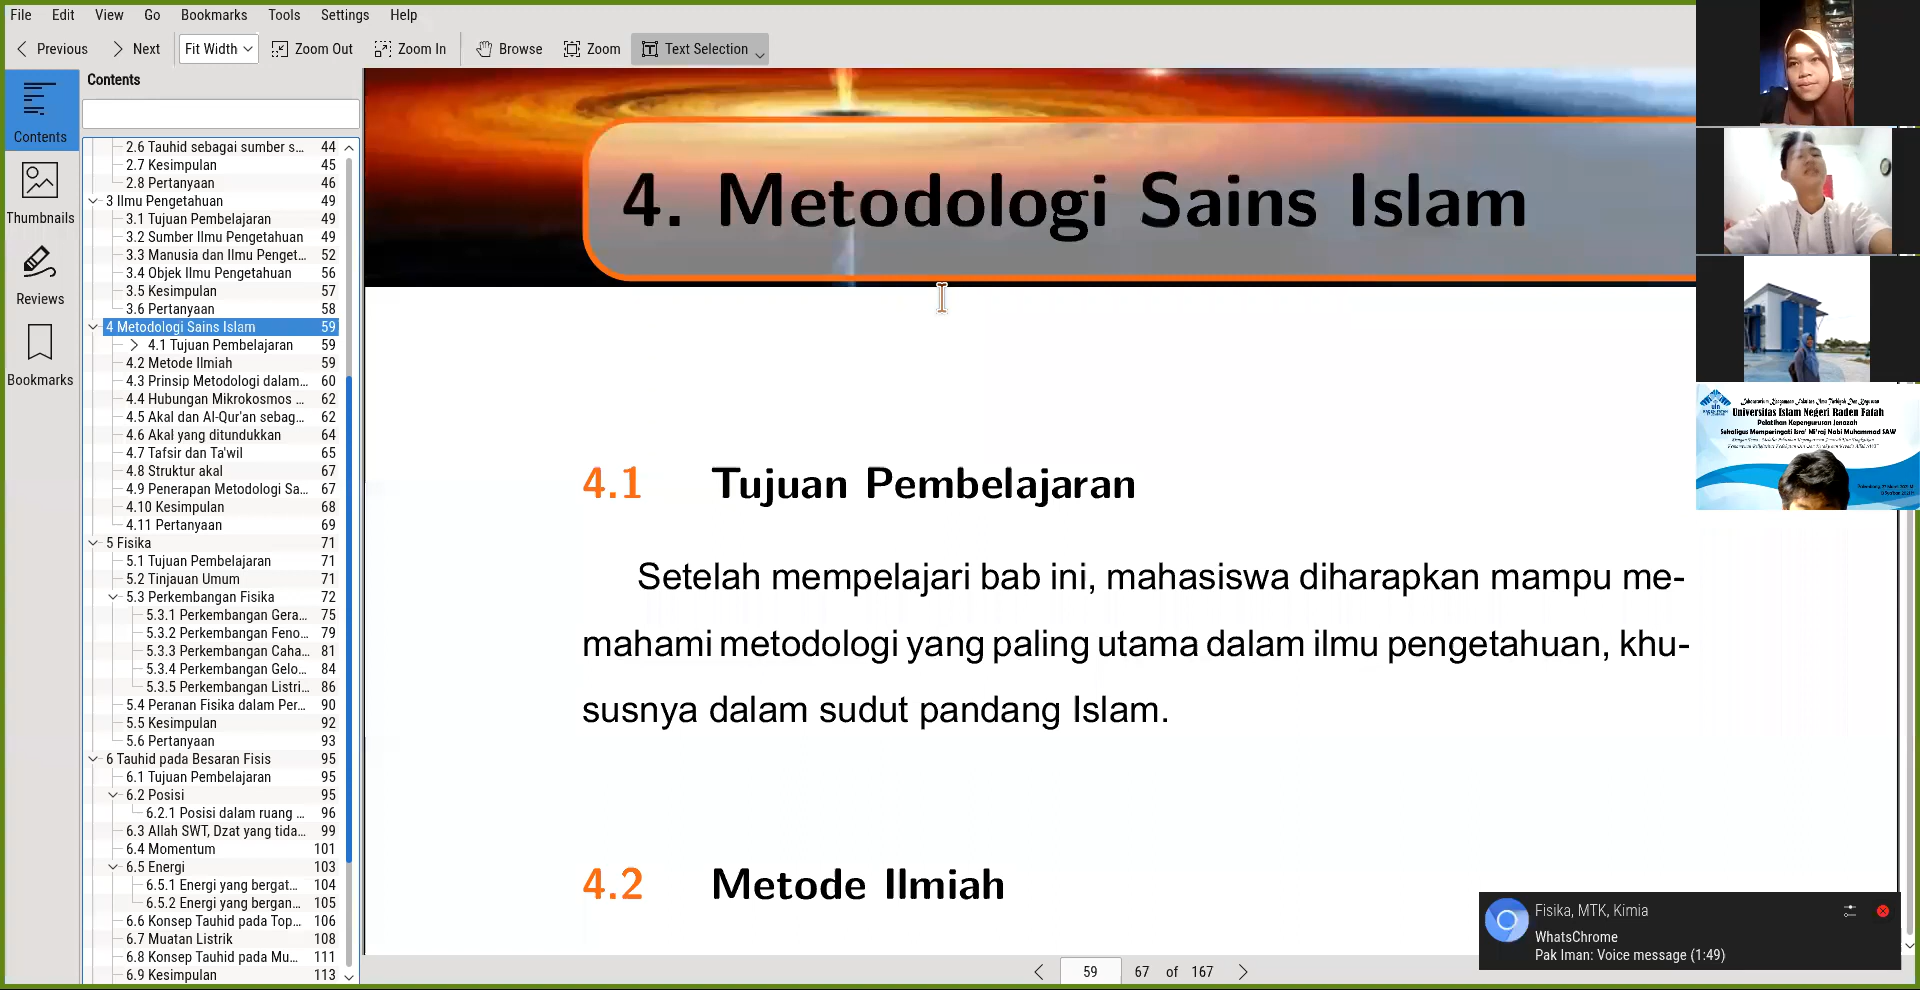 File Edit View Go Bookmarks Tools Settings Help
Previous Next Fit Width Zoom Out Zoom In Browse Zoom Text Selection
Contents
Contents
Thumbnails
Reviews
Bookmarks
2.6 Tauhid sebagai sumber s... 44
2.7 Kesimpulan 45
2.8 Pertanyaan 46
3 Ilmu Pengetahuan 49
3.1 Tujuan Pembelajaran 49
3.2 Sumber Ilmu Pengetahuan 49
3.3 Manusia dan Ilmu Penget... 52
3.4 Objek Ilmu Pengetahuan 56
3.5 Kesimpulan 57
3.6 Pertanyaan 58
4 Metodologi Sains Islam 59
4.1 Tujuan Pembelajaran 59
4.2 Metode Ilmiah 59
4.3 Prinsip Metodologi dalam... 60
4.4 Hubungan Mikrokosmos ... 62
4.5 Akal dan Al-Qur'an sebag... 62
4.6 Akal yang ditundukkan 64
4.7 Tafsir dan Ta'wil 65
4.8 Struktur akal 67
4.9 Penerapan Metodologi Sa... 67
4.10 Kesimpulan 68
4.11 Pertanyaan 69
5 Fisika 71
5.1 Tujuan Pembelajaran 71
5.2 Tinjauan Umum 71
5.3 Perkembangan Fisika 72
5.3.1 Perkembangan Gera... 75
5.3.2 Perkembangan Feno... 79
5.3.3 Perkembangan Caha... 81
5.3.4 Perkembangan Gelo... 84
5.3.5 Perkembangan Listri... 86
5.4 Peranan Fisika dalam Per... 90
5.5 Kesimpulan 92
5.6 Pertanyaan 93
6 Tauhid pada Besaran Fisis 95
6.1 Tujuan Pembelajaran 95
6.2 Posisi 95
6.2.1 Posisi dalam ruang ... 96
6.3 Allah SWT, Dzat yang tida... 99
6.4 Momentum 101
6.5 Energi 103
6.5.1 Energi yang bergat... 104
6.5.2 Energi yang bergan... 105
6.6 Konsep Tauhid pada Top... 106
6.7 Muatan Listrik 108
6.8 Konsep Tauhid pada Mu... 111
6.9 Kesimpulan 113
4. Metodologi Sains Islam
4.1 Tujuan Pembelajaran
Setelah mempelajari bab ini, mahasiswa diharapkan mampu me-
mahami metodologi yang paling utama dalam ilmu pengetahuan, khu-
susnya dalam sudut pandang Islam.
4.2 Metode Ilmiah
59 67 of 167
Universitas Islam Negeri Raden Fatah
Pelatihan Kepengurusan Jenazah
Sekaligus Memperingati Isra' Mi'raj Nabi Muhammad SAW
Fisika, MTK, Kimia
WhatsChrome
Pak Iman: Voice message (1:49)